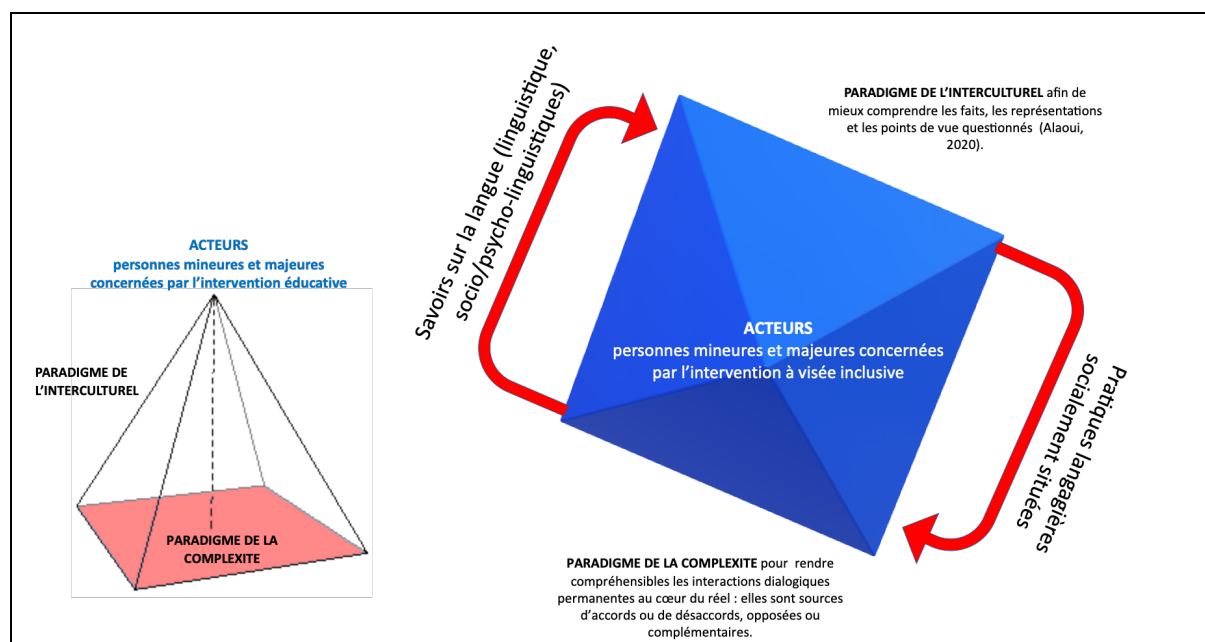 ACTEURS
personnes mineures et majeures
concernées par l’intervention éducative
PARADIGME DE
L’INTERCULTUREL
PARADIGME DE LA
COMPLEXITE
Savoirs sur la langue (linguistique,
socio/psycho-linguistiques)
PARADIGME DE L’INTERCULTUREL afin de
mieux comprendre les faits, les représentations
et les points de vue questionnés (Alaoui,
2020).
ACTEURS
personnes mineures et majeures concernées
par l’intervention à visée inclusive
Pratiques langagières
socialement situées
PARADIGME DE LA COMPLEXITE pour rendre
compréhensibles les interactions dialogiques
permanentes au cœur du réel : elles sont sources
d’accords ou de désaccords, opposées ou
complémentaires.